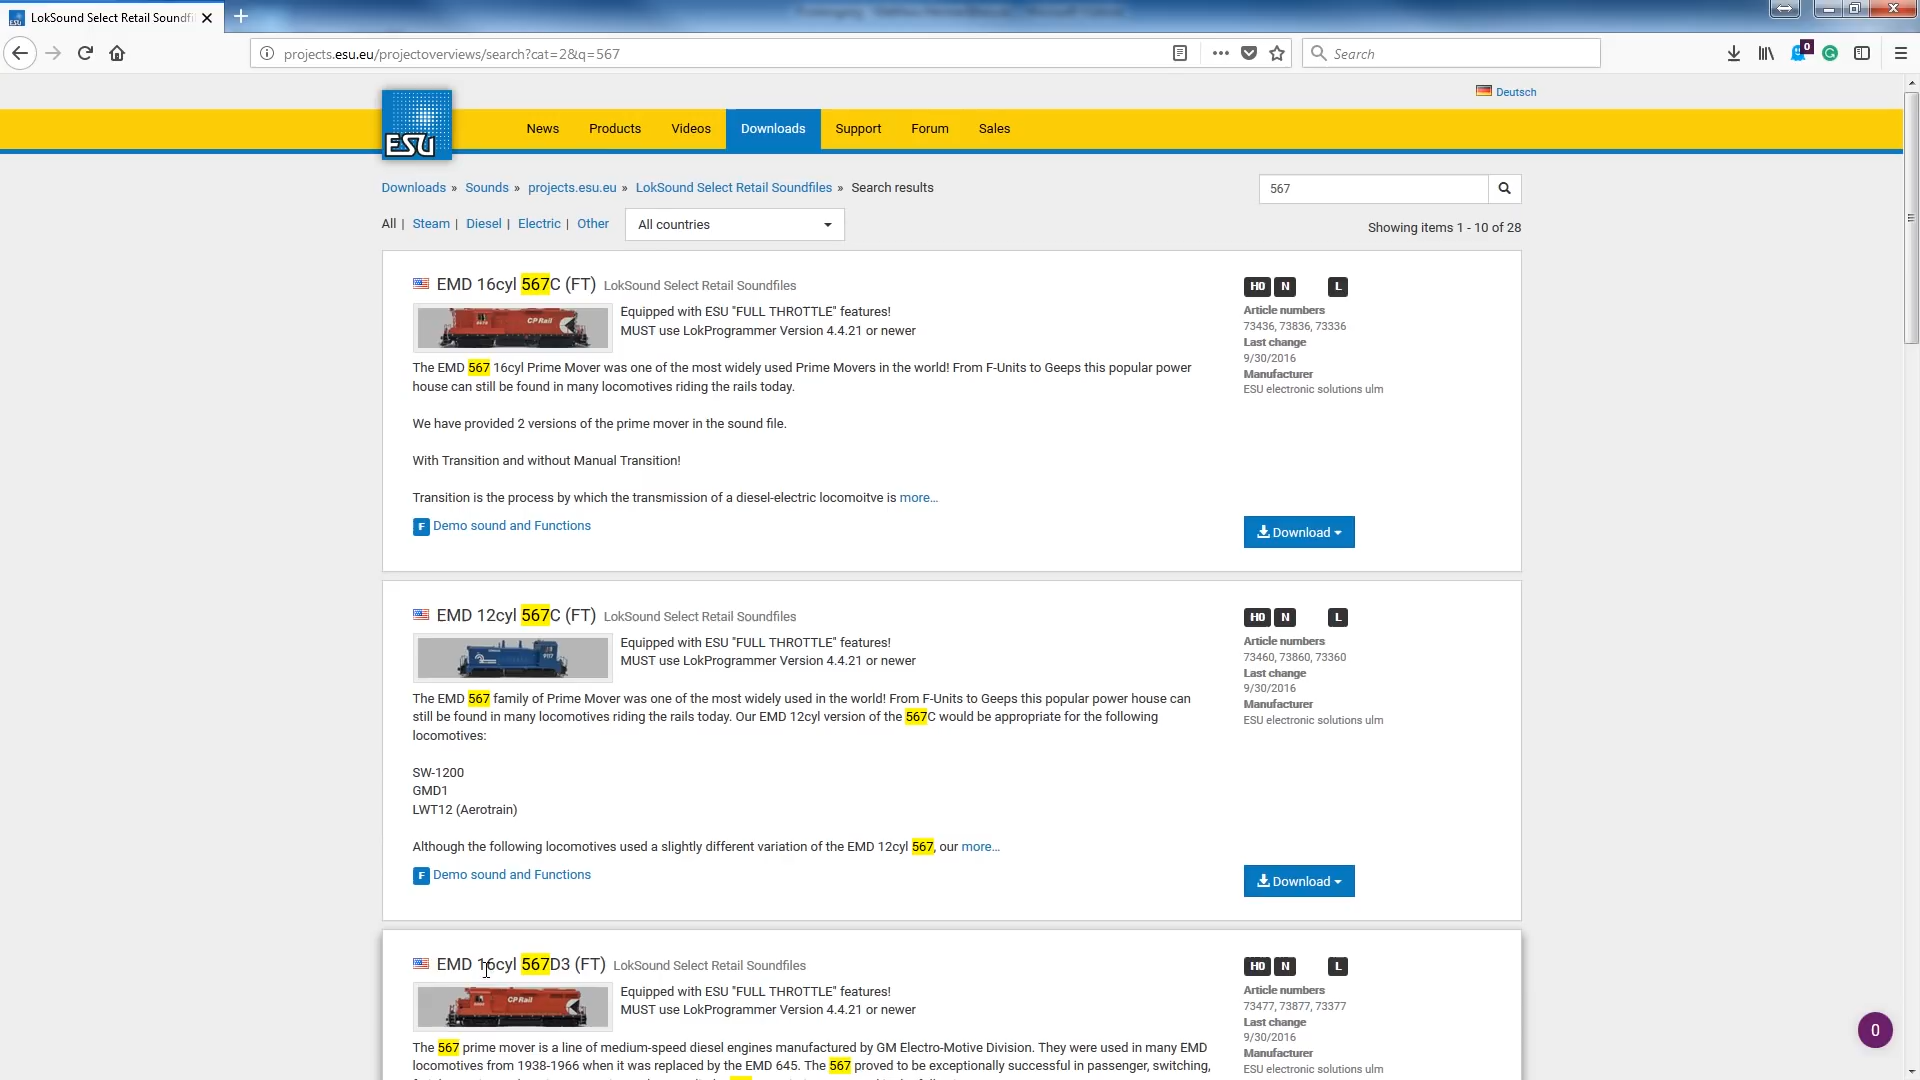 LokSound Select Retail Soundfi
projects.esu.eu/projectoverviews/search?cat=2&q=567
Search
0
Deutsch
ESU
News
Products
Videos
Downloads
Support
Forum
Sales
Downloads » Sounds » projects.esu.eu » LokSound Select Retail Soundfiles » Search results
567
All | Steam | Diesel | Electric | Other
All countries
Showing items 1 - 10 of 28
EMD 16cyl 567C (FT) LokSound Select Retail Soundfiles
CP Rail
Equipped with ESU "FULL THROTTLE" features!
MUST use LokProgrammer Version 4.4.21 or newer
The EMD 567 16cyl Prime Mover was one of the most widely used Prime Movers in the world! From F-Units to Geeps this popular power
house can still be found in many locomotives riding the rails today.
We have provided 2 versions of the prime mover in the sound file.
With Transition and without Manual Transition!
Transition is the process by which the transmission of a diesel-electric locomoitve is more...
F Demo sound and Functions
H0 N L
Article numbers
73436, 73836, 73336
Last change
9/30/2016
Manufacturer
ESU electronic solutions ulm
Download
EMD 12cyl 567C (FT) LokSound Select Retail Soundfiles
Equipped with ESU "FULL THROTTLE" features!
MUST use LokProgrammer Version 4.4.21 or newer
The EMD 567 family of Prime Mover was one of the most widely used in the world! From F-Units to Geeps this popular power house can
still be found in many locomotives riding the rails today. Our EMD 12cyl version of the 567C would be appropriate for the following
locomotives:
SW-1200
GMD1
LWT12 (Aerotrain)
Although the following locomotives used a slightly different variation of the EMD 12cyl 567, our more...
F Demo sound and Functions
H0 N L
Article numbers
73460, 73860, 73360
Last change
9/30/2016
Manufacturer
ESU electronic solutions ulm
Download
EMD 16cyl 567D3 (FT) LokSound Select Retail Soundfiles
CP Rail
Equipped with ESU "FULL THROTTLE" features!
MUST use LokProgrammer Version 4.4.21 or newer
The 567 prime mover is a line of medium-speed diesel engines manufactured by GM Electro-Motive Division. They were used in many EMD
locomotives from 1938-1966 when it was replaced by the EMD 645. The 567 proved to be exceptionally successful in passenger, switching,
H0 N L
Article numbers
73477, 73877, 73377
Last change
9/30/2016
Manufacturer
ESU electronic solutions ulm
0